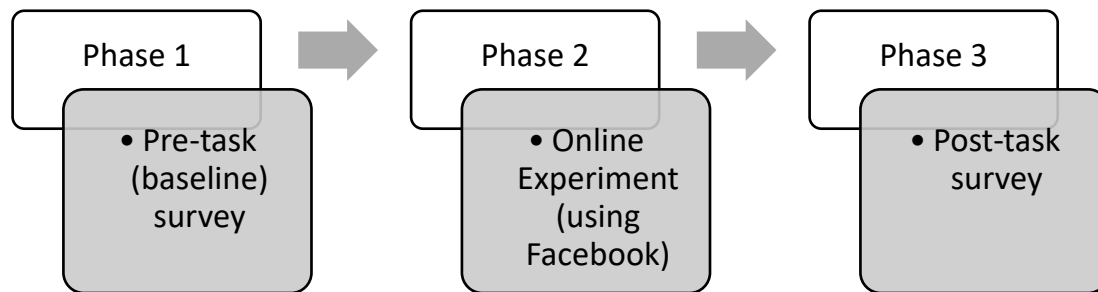 Phase 1
• Pre-task
(baseline)
survey
Phase 2
• Online
Experiment
(using
Facebook)
Phase 3
• Post-task
survey